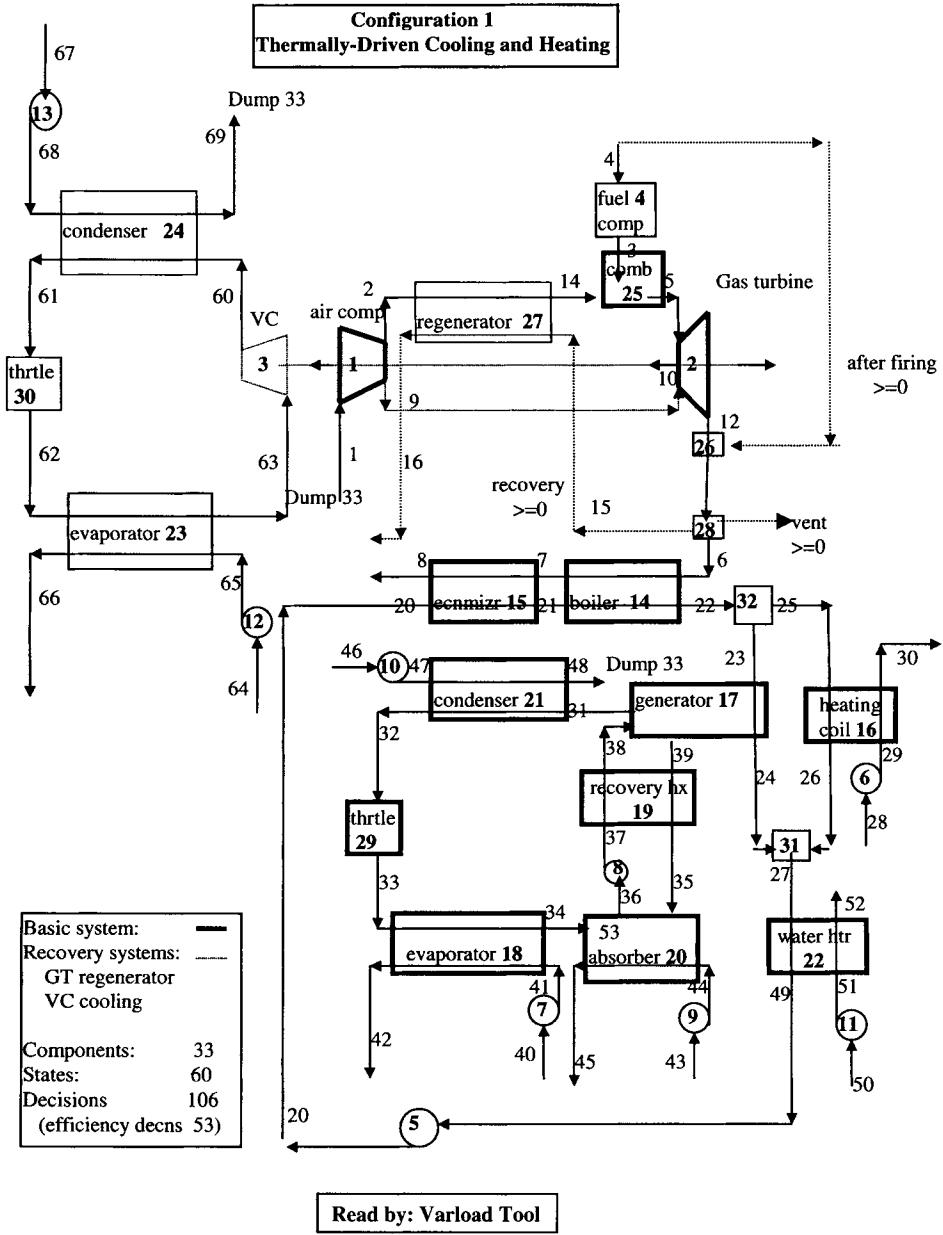 Configuration 1
Thermally-Driven Cooling and Heating
67
13
Dump 33
68
69
condenser 24
61
60
thrtle
30
VC
3
62
63
evaporator 23
66
65
12
64
4
fuel 4
comp
3
comb
25
5
Gas turbine
2
14
air comp
regenerator 27
1
9
10
2
12
after firing
>=0
26
1
16
Dump 33
recovery
>=0
15
28
vent
>=0
6
8
7
20
ecnmizr 15
21
boiler 14
22
32
25
46
10
47
48
Dump 33
23
30
condenser 21
31
generator 17
heating
coil 16
32
38
39
24
26
29
6
28
recovery hx
19
thrtle
29
37
8
36
35
31
27
33
34
53
52
evaporator 18
absorber 20
water htr
22
41
7
44
9
49
51
11
42
40
45
43
50
20
5
Basic system:
Recovery systems:
GT regenerator
VC cooling
Components: 33
States: 60
Decisions 106
(efficiency decns 53)
Read by: Varload Tool